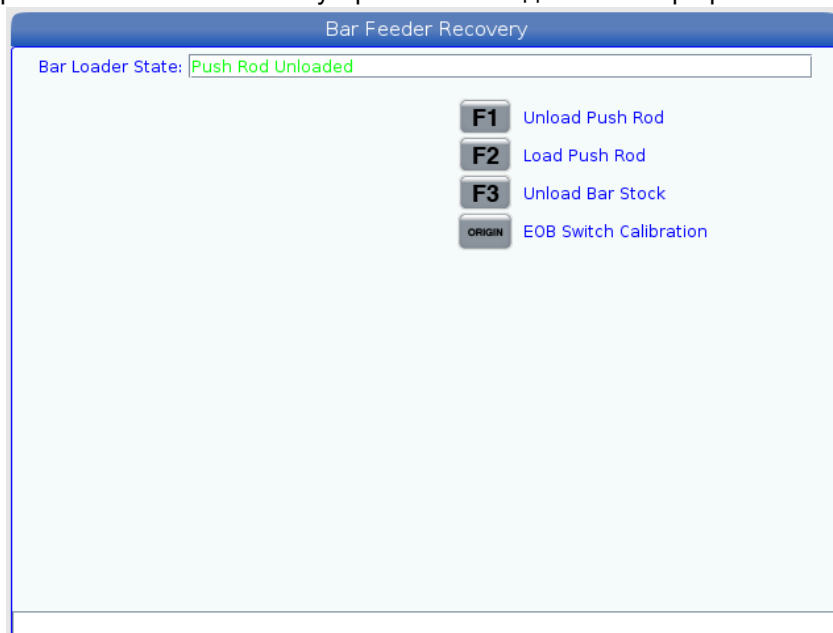 Bar Feeder Recovery
Bar Loader State: Push Rod Unloaded
F1 Unload Push Rod
F2 Load Push Rod
F3 Unload Bar Stock
ORIGIN EOB Switch Calibration